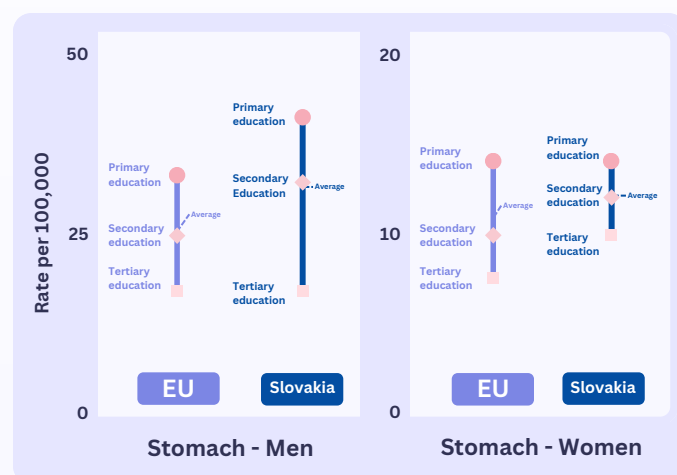 Rate per 100,000
50
25
0
Primary
education
Average
Secondary
education
Tertiary
education
EU
Primary
education
Secondary
Education
Average
Tertiary
education
Slovakia
Stomach - Men
20
10
0
Primary
education
Average
Secondary
education
Tertiary
education
EU
Primary
education
Secondary
education
Average
Tertiary
education
Slovakia
Stomach - Women